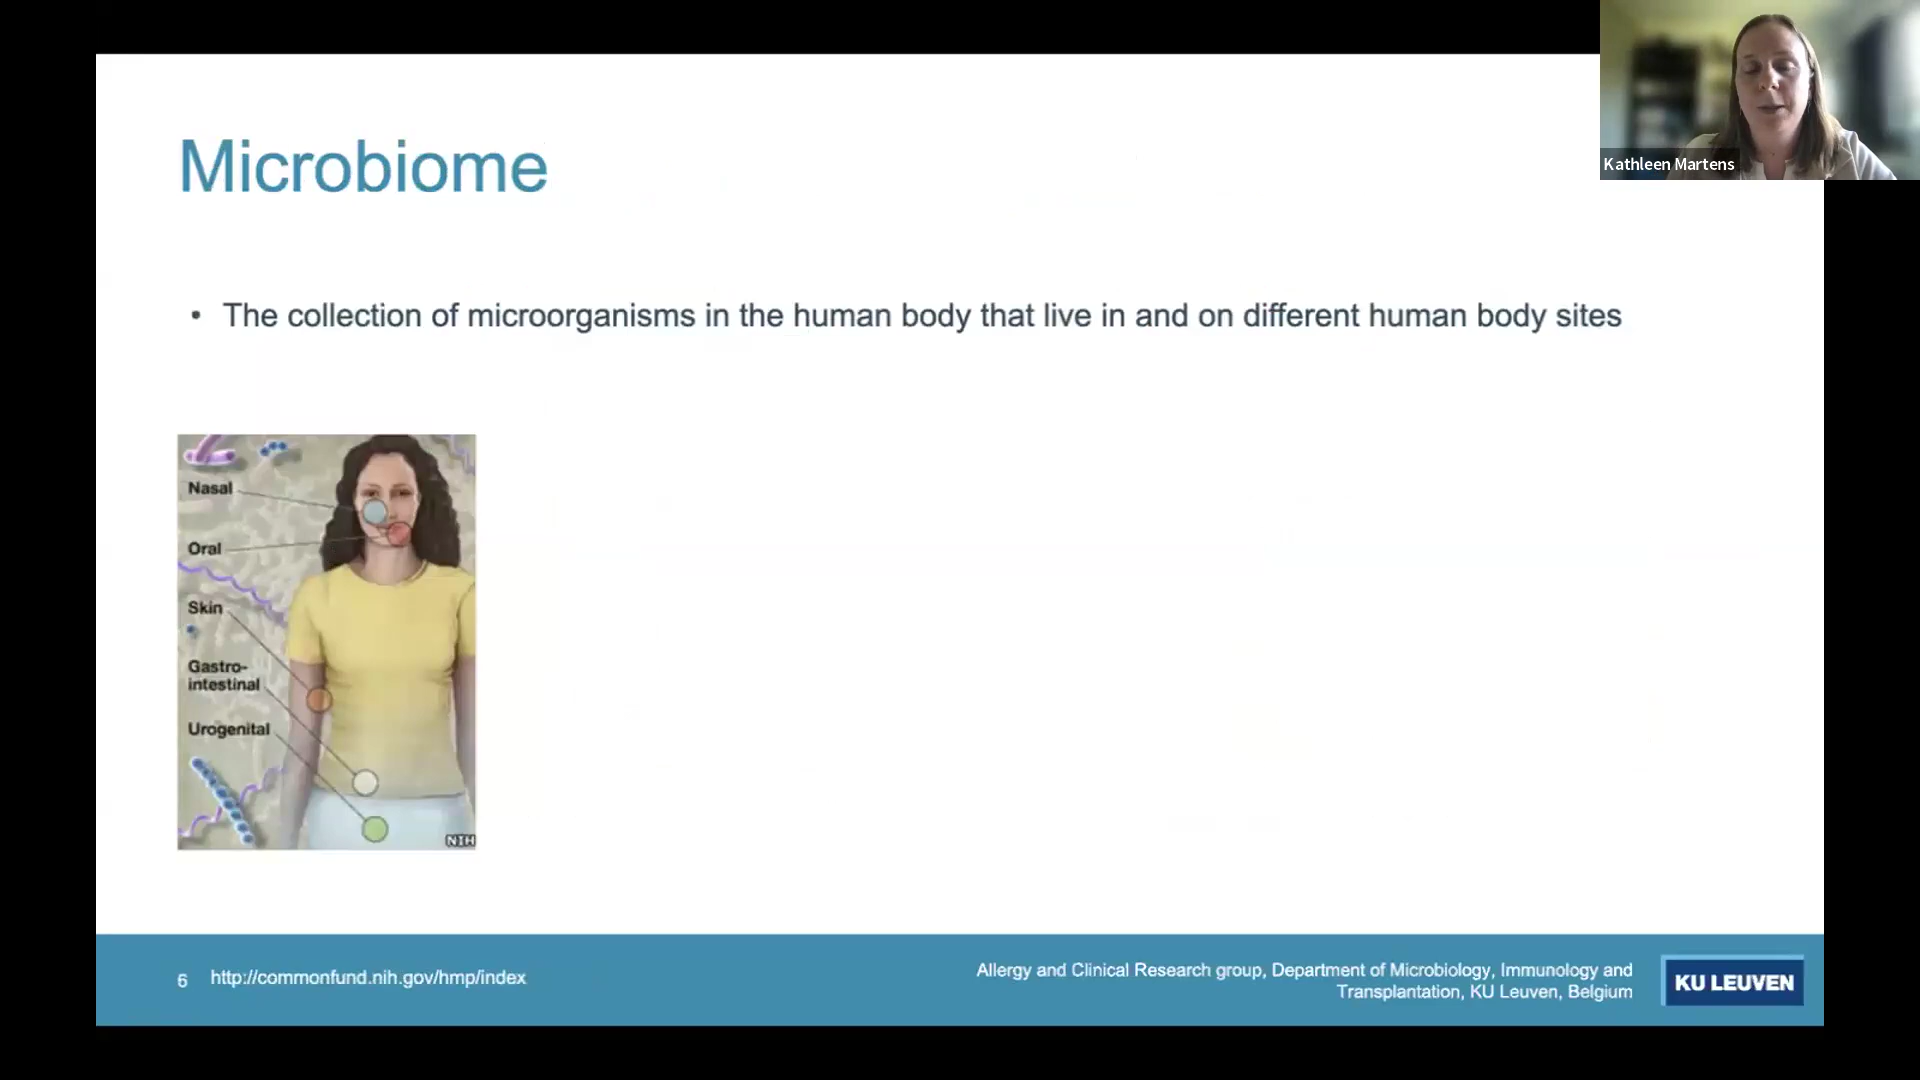 Kathleen Martens
Microbiome
• The collection of microorganisms in the human body that live in and on different human body sites
Nasal
Oral
Skin
Gastro-
intestinal
Urogenital
NIH
6
http://commonfund.nih.gov/hmp/index
Allergy and Clinical Research group, Department of Microbiology, Immunology and
Transplantation, KU Leuven, Belgium
KU LEUVEN